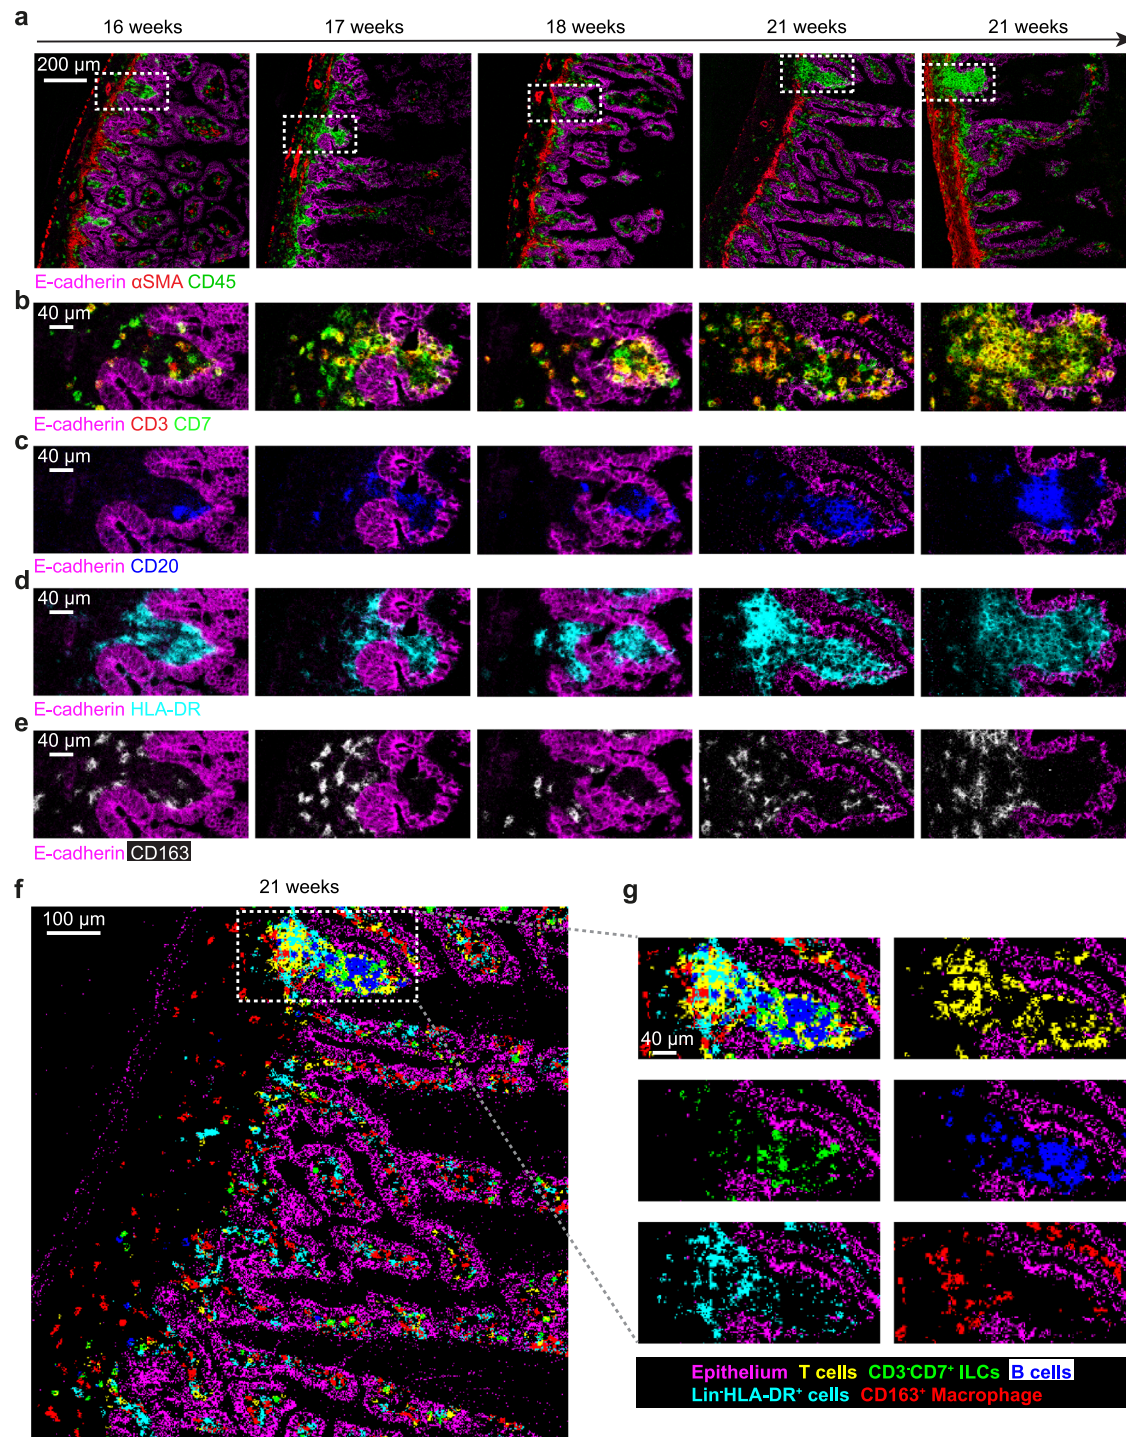 a
16 weeks 17 weeks 18 weeks 21 weeks 21 weeks
200 µm
E-cadherin αSMA CD45
b
40 µm
E-cadherin CD3 CD7
c
40 µm
E-cadherin CD20
d
40 µm
E-cadherin HLA-DR
e
40 µm
E-cadherin CD163
f
21 weeks
100 µm
g
40 µm
Epithelium T cells CD3⁻CD7⁺ ILCs B cells
Lin⁻HLA-DR⁺ cells CD163⁺ Macrophage